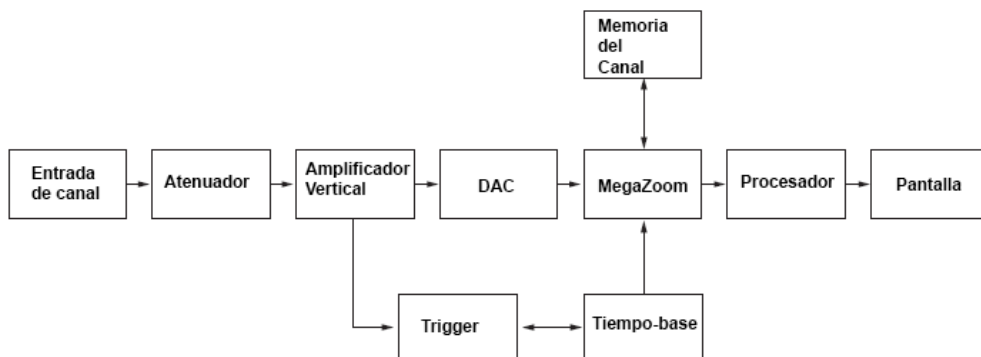 Memoria
del
Canal
Entrada
de canal
Atenuador
Amplificador
Vertical
DAC
MegaZoom
Procesador
Pantalla
Trigger
Tiempo-base